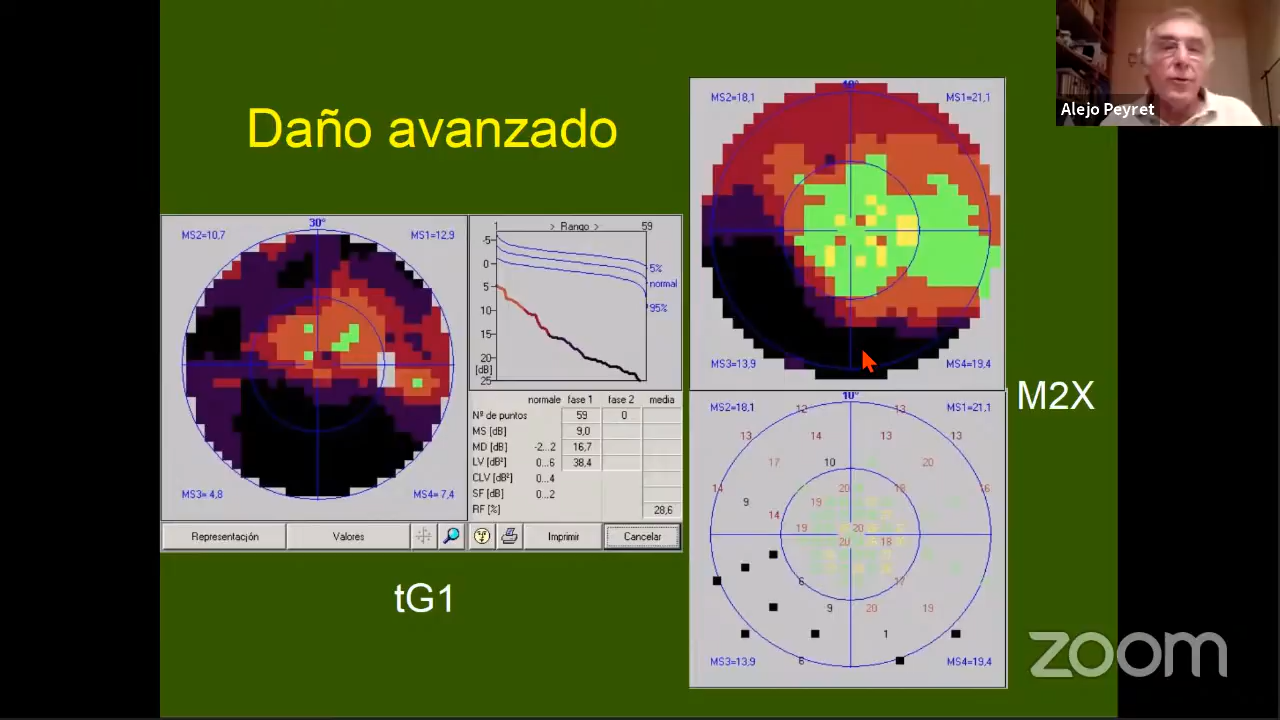 Alejo Peyret
Daño avanzado
30°
MS2=10,7
MS1=12,9
MS3= 4,8
MS4= 7,4
1 > Rango > 59
-5
0
5
10
15
20
[dB]
25
5%
normal
95%
normale fase 1 fase 2 media
Nº de puntos 59 0
MS [dB] 9,0
MD [dB] -2...2 16,7
LV [dB²] 0...6 38,4
CLV [dB²] 0...4
SF [dB] 0...2
RF [%] 28,6
Representación
Valores
Imprimir
Cancelar
tG1
10°
MS2=18,1
MS1=21,1
MS3=13,9
MS4=19,4
M2X
10°
MS2=18,1
MS1=21,1
12 13
13 14 13 13
17 10 20
14 20 18 16
9 19
14
19 20
20 18
6 17
9 20 19
1
6
MS3=13,9
MS4=19,4
zoom